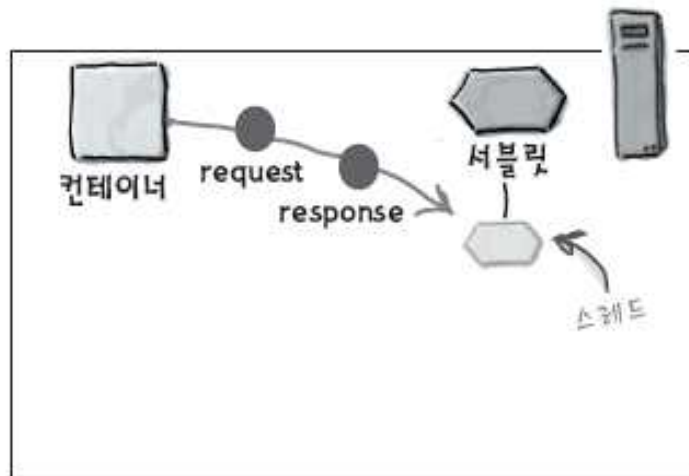 컨테이너
request
response
서블릿
스레드